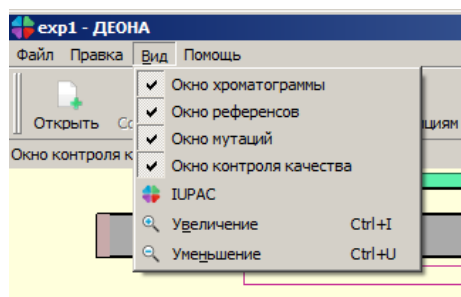 exp1 - ДЕОНА
Файл Правка Вид Помощь
Окно хроматограммы
Окно референсов
Открыть
Окно мутаций
Окно контроля к
Окно контроля качества
IUPAC
Увеличение Ctrl+I
Уменьшение Ctrl+U